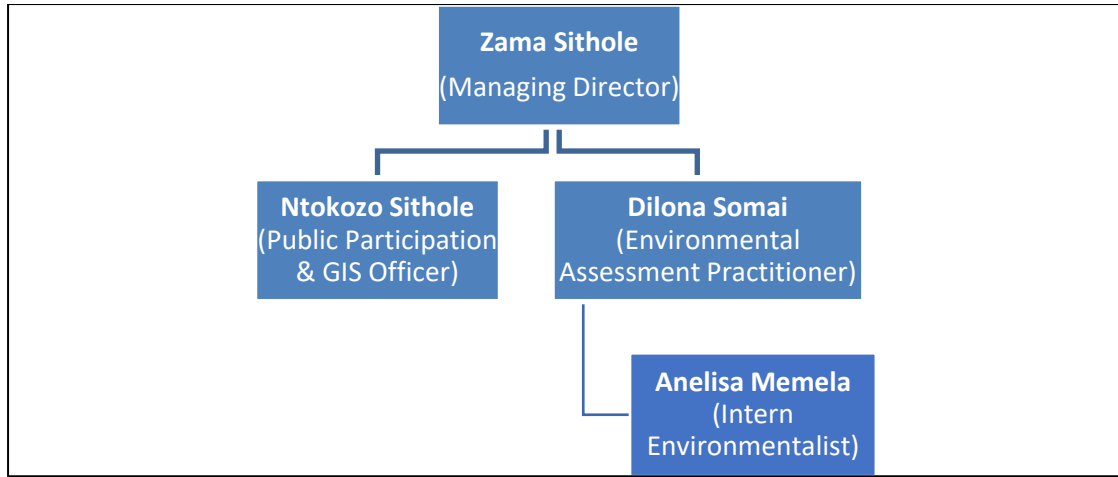 Zama Sithole
(Managing Director)
Ntokozo Sithole
(Public Participation
& GIS Officer)
Dilona Somai
(Environmental
Assessment Practitioner)
Anelisa Memela
(Intern
Environmentalist)